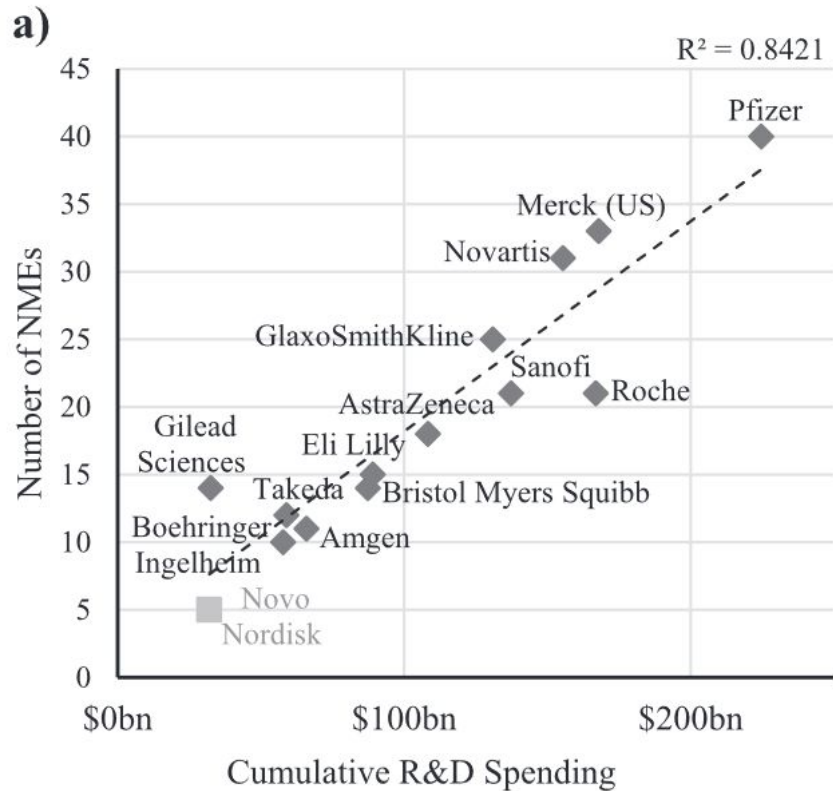 a)
R² = 0.8421
45
40
35
30
25
20
15
10
5
0
Number of NMEs
Pfizer
Merck (US)
Novartis
GlaxoSmithKline
Sanofi
Roche
AstraZeneca
Gilead
Sciences
Eli Lilly
Takeda
Bristol Myers Squibb
Boehringer
Ingelheim
Amgen
Novo
Nordisk
$0bn
$100bn
$200bn
Cumulative R&D Spending